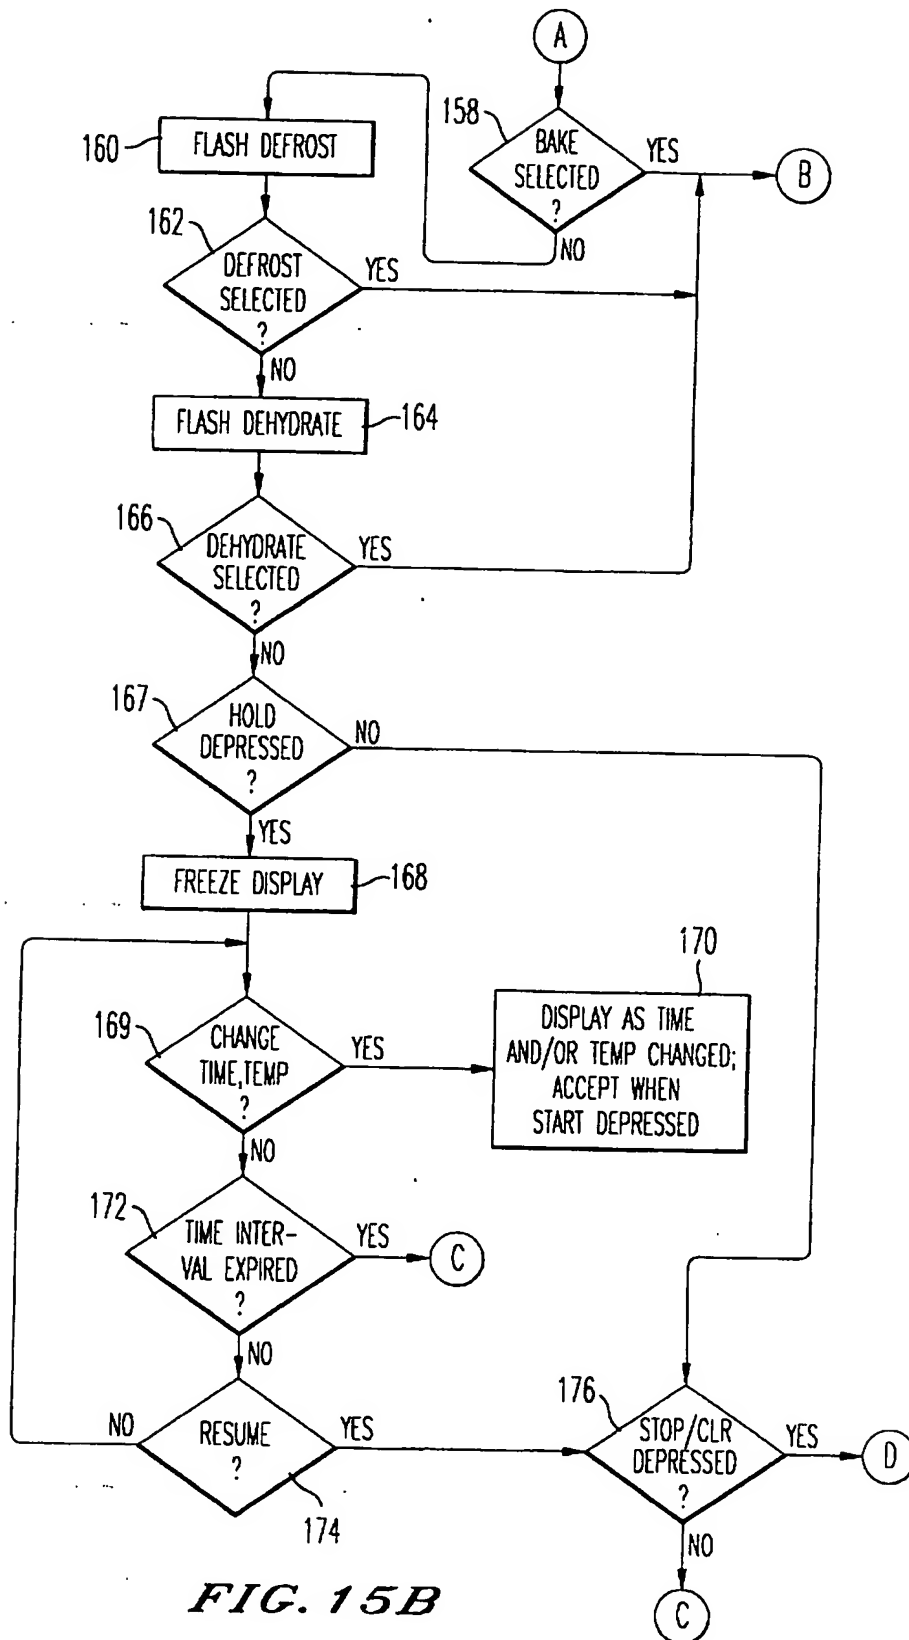 A
158
BAKE
SELECTED
?
YES
B
NO
160
FLASH DEFROST
162
DEFROST
SELECTED
?
YES
NO
FLASH DEHYDRATE
164
166
DEHYDRATE
SELECTED
?
YES
NO
167
HOLD
DEPRESSED
?
NO
YES
FREEZE DISPLAY
168
169
CHANGE
TIME,TEMP
?
YES
NO
170
DISPLAY AS TIME
AND/OR TEMP CHANGED;
ACCEPT WHEN
START DEPRESSED
172
TIME INTER-
VAL EXPIRED
?
YES
C
NO
NO
RESUME
?
YES
174
176
STOP/CLR
DEPRESSED
?
YES
D
NO
C
FIG. 15B